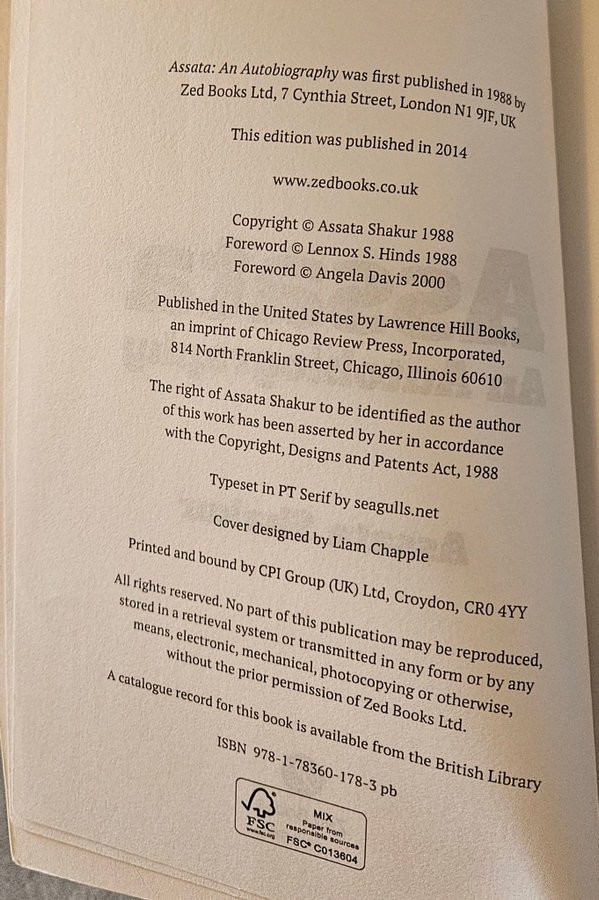 Assata: An Autobiography was first published in 1988 by
Zed Books Ltd, 7 Cynthia Street, London N1 9JF, UK
This edition was published in 2014
www.zedbooks.co.uk
Copyright © Assata Shakur 1988
Foreword © Lennox S. Hinds 1988
Foreword © Angela Davis 2000
Published in the United States by Lawrence Hill Books,
an imprint of Chicago Review Press, Incorporated,
814 North Franklin Street, Chicago, Illinois 60610
The right of Assata Shakur to be identified as the author
of this work has been asserted by her in accordance
with the Copyright, Designs and Patents Act, 1988
Typeset in PT Serif by seagulls.net
Cover designed by Liam Chapple
Printed and bound by CPI Group (UK) Ltd, Croydon, CR0 4YY
All rights reserved. No part of this publication may be reproduced,
stored in a retrieval system or transmitted in any form or by any
means, electronic, mechanical, photocopying or otherwise,
without the prior permission of Zed Books Ltd.
A catalogue record for this book is available from the British Library
ISBN 978-1-78360-178-3 pb
FSC
www.fsc.org
MIX
Paper from
responsible sources
FSC® C013604